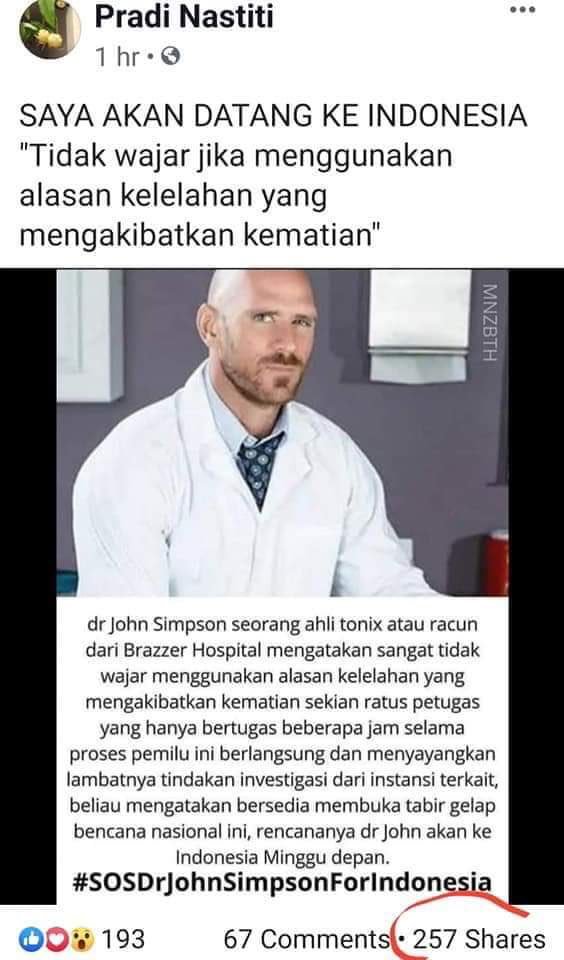 Pradi Nastiti
1 hr •
SAYA AKAN DATANG KE INDONESIA
"Tidak wajar jika menggunakan
alasan kelelahan yang
mengakibatkan kematian"
MNZBTH
dr John Simpson seorang ahli tonix atau racun
dari Brazzer Hospital mengatakan sangat tidak
wajar menggunakan alasan kelelahan yang
mengakibatkan kematian sekian ratus petugas
yang hanya bertugas beberapa jam selama
proses pemilu ini berlangsung dan menyayangkan
lambatnya tindakan investigasi dari instansi terkait,
beliau mengatakan bersedia membuka tabir gelap
bencana nasional ini, rencananya dr John akan ke
Indonesia Minggu depan.
#SOSDrJohnSimpsonForIndonesia
193 67 Comments • 257 Shares